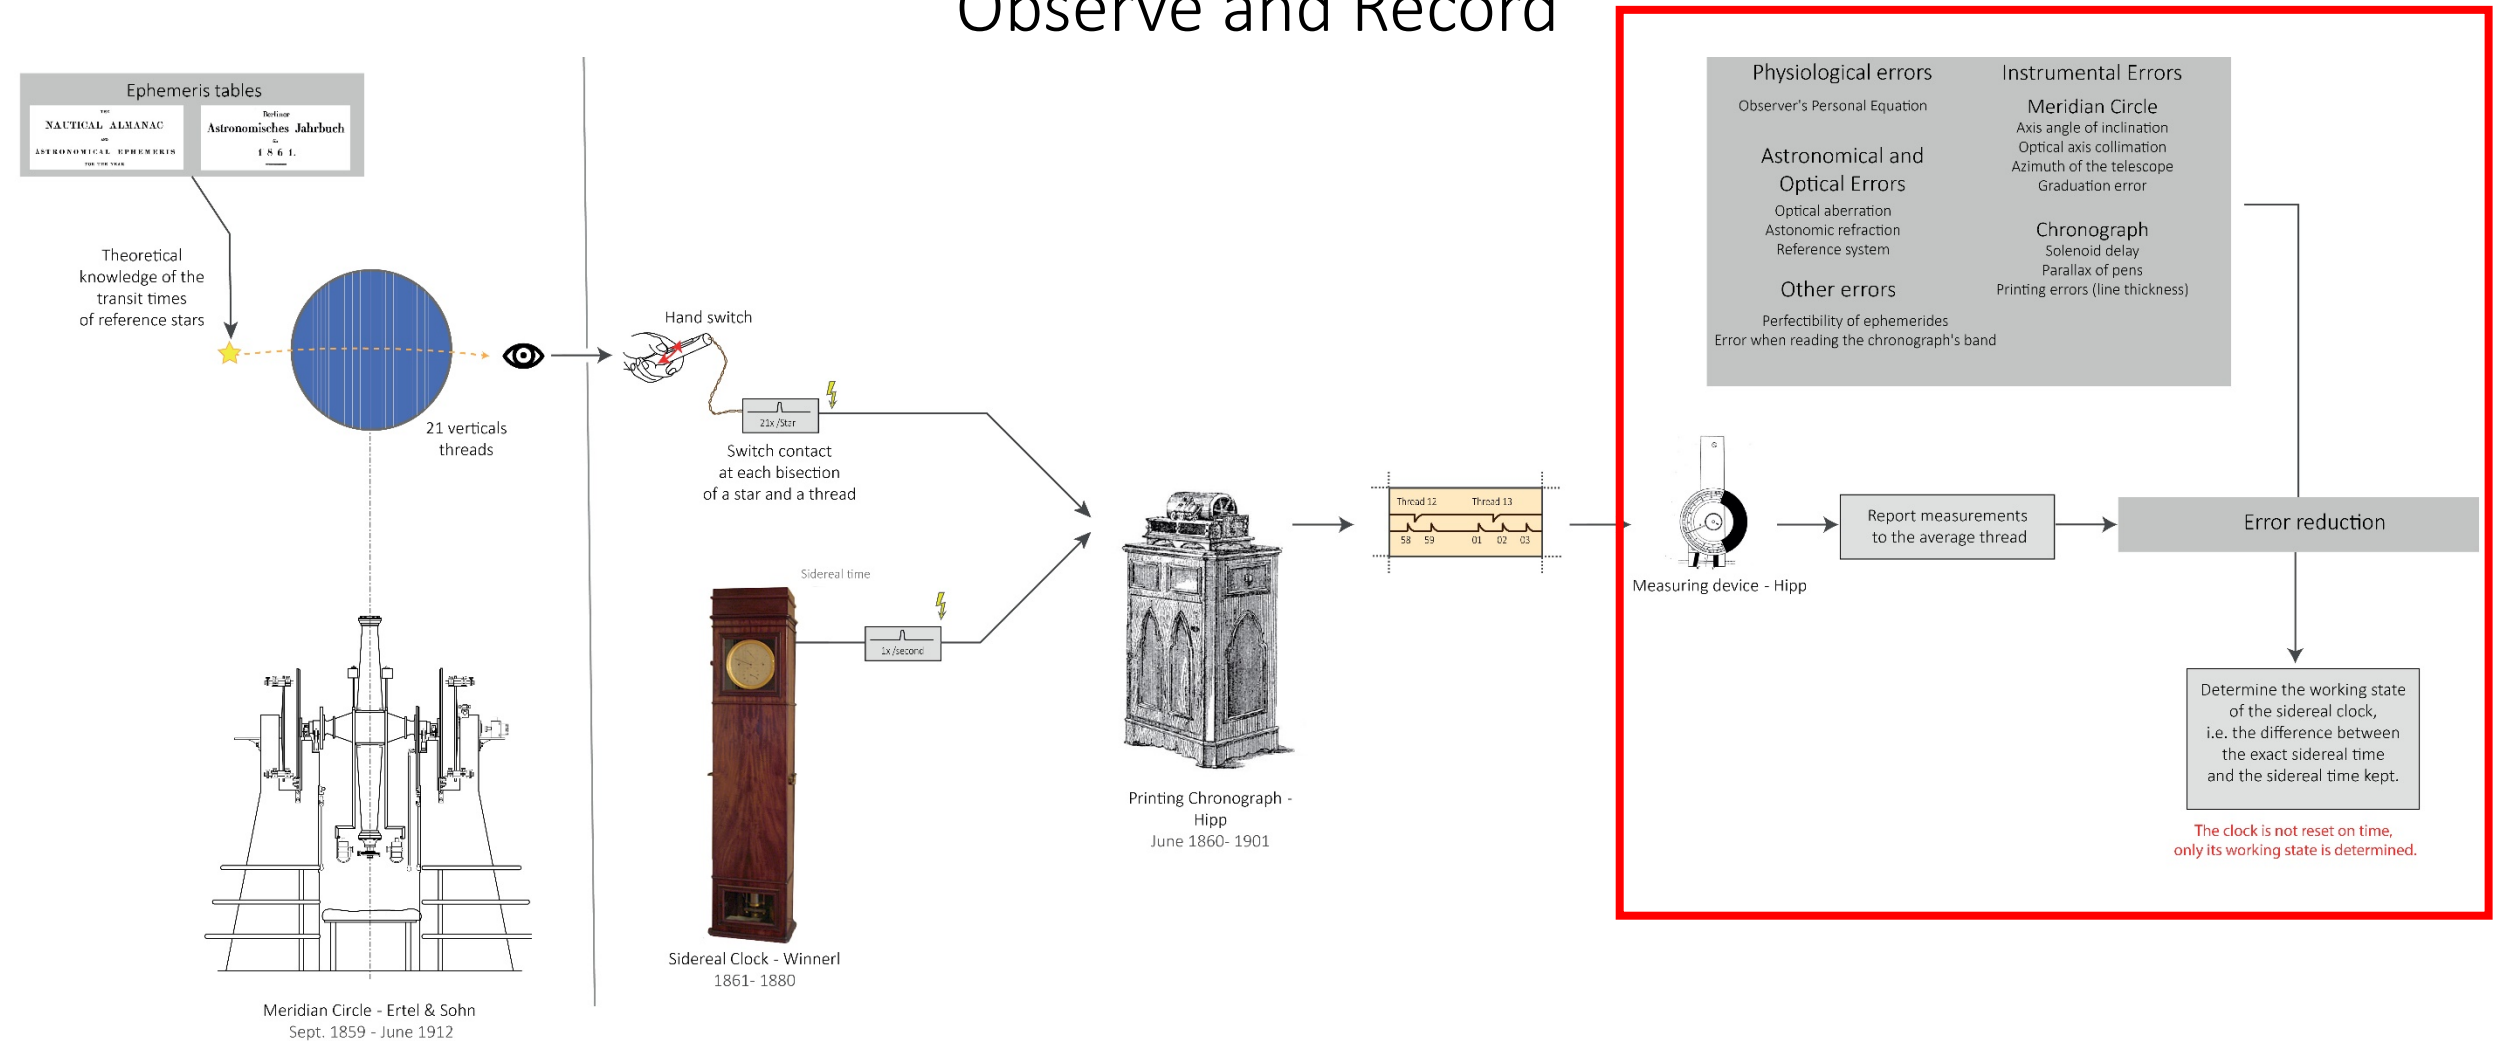 Observe and Record
Ephemeris tables
THE
NAUTICAL ALMANAC
AND
ASTRONOMICAL EPHEMERIS
FOR THE YEAR
Berliner
Astronomisches Jahrbuch
für
1861.
Theoretical
knowledge of the
transit times
of reference stars
21 verticals
threads
Meridian Circle - Ertel & Sohn
Sept. 1859 - June 1912
Hand switch
21x /Star
Switch contact
at each bisection
of a star and a thread
Sidereal time
1x /second
Sidereal Clock - Winnerl
1861- 1880
Printing Chronograph -
Hipp
June 1860- 1901
Thread 12
Thread 13
58 59 01 02 03
Physiological errors
Observer's Personal Equation
Astronomical and
Optical Errors
Optical aberration
Astonomic refraction
Reference system
Other errors
Perfectibility of ephemerides
Error when reading the chronograph's band
Instrumental Errors
Meridian Circle
Axis angle of inclination
Optical axis collimation
Azimuth of the telescope
Graduation error
Chronograph
Solenoid delay
Parallax of pens
Printing errors (line thickness)
Measuring device - Hipp
Report measurements
to the average thread
Error reduction
Determine the working state
of the sidereal clock,
i.e. the difference between
the exact sidereal time
and the sidereal time kept.
The clock is not reset on time,
only its working state is determined.